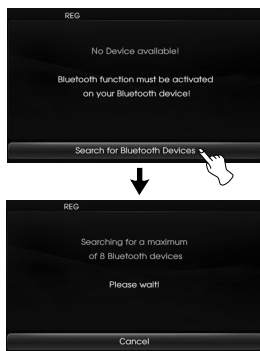 REG
No Device available!
Bluetooth function must be activated
on your Bluetooth device!
Search for Bluetooth Devices
REG
Searching for a maximum
of 8 Bluetooth devices
Please wait!
Cancel